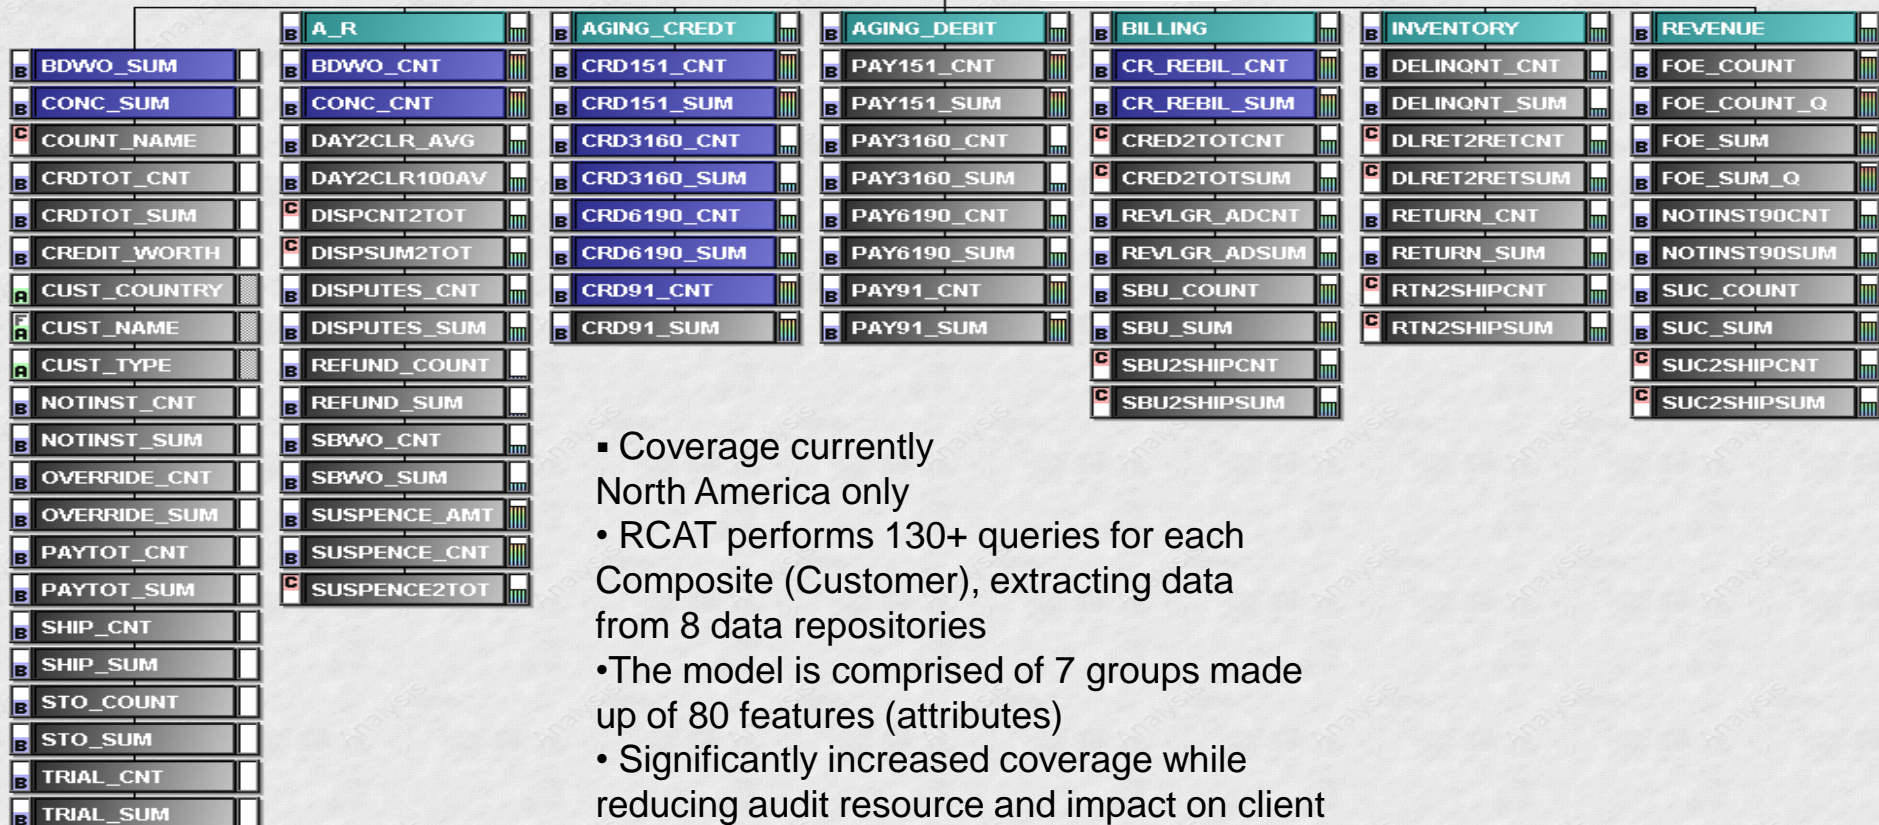 BDWO_SUM
CONC_SUM
COUNT_NAME
CRDTOT_CNT
CRDTOT_SUM
CREDIT_WORTH
CUST_COUNTRY
CUST_NAME
CUST_TYPE
NOTINST_CNT
NOTINST_SUM
OVERRIDE_CNT
OVERRIDE_SUM
PAYTOT_CNT
PAYTOT_SUM
SHIP_CNT
SHIP_SUM
STO_COUNT
STO_SUM
TRIAL_CNT
TRIAL_SUM
A_R
BDWO_CNT
CONC_CNT
DAY2CLR_AVG
DAY2CLR100AV
DISPCNT2TOT
DISPSUM2TOT
DISPUTES_CNT
DISPUTES_SUM
REFUND_COUNT
REFUND_SUM
SBWO_CNT
SBWO_SUM
SUSPENCE_AMT
SUSPENCE_CNT
SUSPENCE2TOT
AGING_CREDT
CRD151_CNT
CRD151_SUM
CRD3160_CNT
CRD3160_SUM
CRD6190_CNT
CRD6190_SUM
CRD91_CNT
CRD91_SUM
AGING_DEBIT
PAY151_CNT
PAY151_SUM
PAY3160_CNT
PAY3160_SUM
PAY6190_CNT
PAY6190_SUM
PAY91_CNT
PAY91_SUM
BILLING
CR_REBIL_CNT
CR_REBIL_SUM
CRED2TOTCNT
CRED2TOTSUM
REVLGR_ADCNT
REVLGR_ADSUM
SBU_COUNT
SBU_SUM
SBU2SHIPCNT
SBU2SHIPSUM
INVENTORY
DELINQNT_CNT
DELINQNT_SUM
DLRET2RETCNT
DLRET2RETSUM
RETURN_CNT
RETURN_SUM
RTN2SHIPCNT
RTN2SHIPSUM
REVENUE
FOE_COUNT
FOE_COUNT_Q
FOE_SUM
FOE_SUM_Q
NOTINST90CNT
NOTINST90SUM
SUC_COUNT
SUC_SUM
SUC2SHIPCNT
SUC2SHIPSUM
▪ Coverage currently
North America only
• RCAT performs 130+ queries for each
Composite (Customer), extracting data
from 8 data repositories
•The model is comprised of 7 groups made
up of 80 features (attributes)
• Significantly increased coverage while
reducing audit resource and impact on client